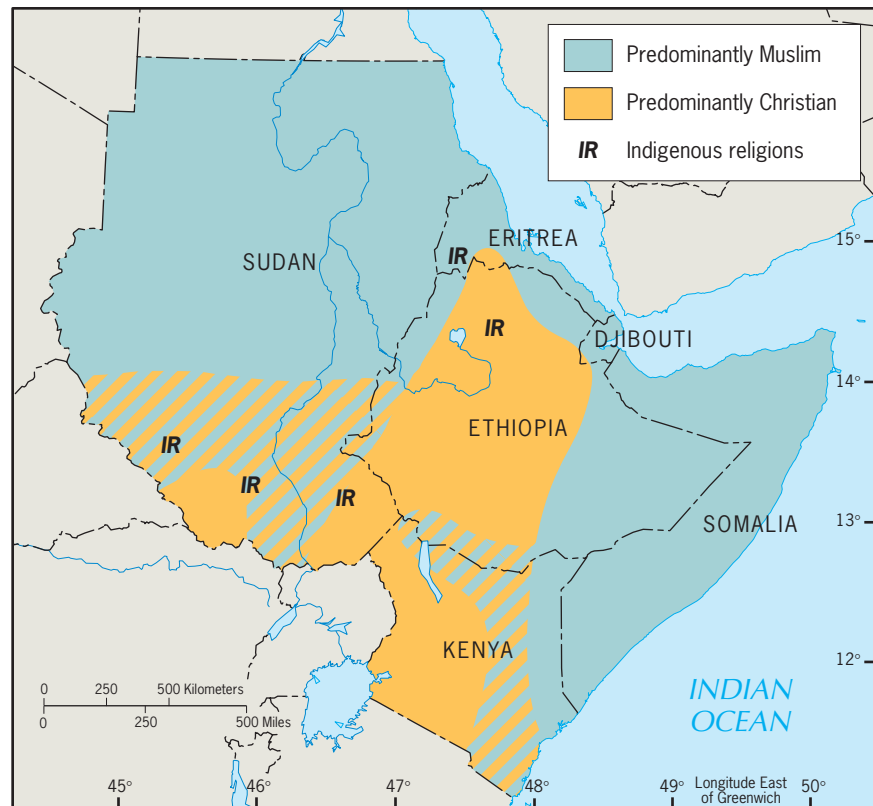 Predominantly Muslim
Predominantly Christian
IR Indigenous religions
ERITREA
15°
IR
SUDAN
IR
DJIBOUTI
14°
ETHIOPIA
IR
IR
IR
SOMALIA
13°
KENYA
12°
0 250 500 Kilometers
0 250 500 Miles
INDIAN
OCEAN
45° 46° 47° 48° 49° Longitude East 50°
of Greenwich